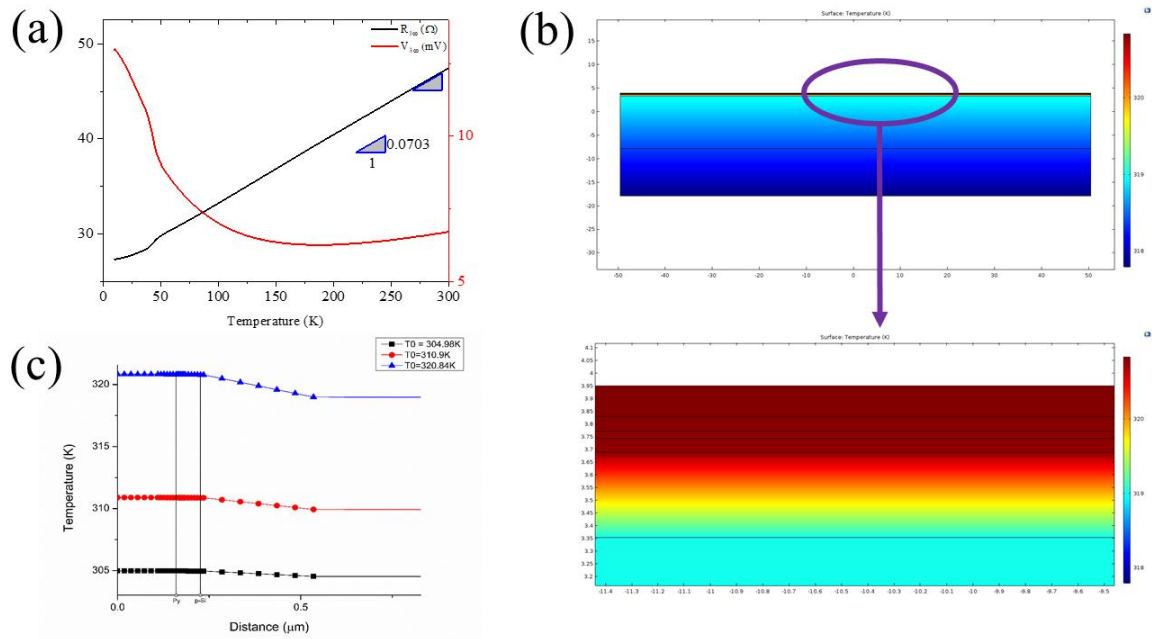 (a)
R3ω (Ω)
V3ω (mV)
50
40
30
10
5
0.0703
1
0 50 100 150 200 250 300
Temperature (K)
(b)
Surface: Temperature (K)
15
10
5
0
-5
-10
-15
-20
-25
-30
-50 -40 -30 -20 -10 0 10 20 30 40 50
320
319
318
(c)
T0 = 304.98K
T0=310.9K
T0=320.84K
Temperature (K)
320
315
310
305
0.0 Py p-Si 0.5
Distance (μm)
Surface: Temperature (K)
4.1
4.05
4
3.95
3.9
3.85
3.8
3.75
3.7
3.65
3.6
3.55
3.5
3.45
3.4
3.35
3.3
3.25
3.2
-11.4 -11.3 -11.2 -11.1 -11 -10.9 -10.8 -10.7 -10.6 -10.5 -10.4 -10.3 -10.2 -10.1 -10 -9.9 -9.8 -9.7 -9.6 -9.5
320
319
318